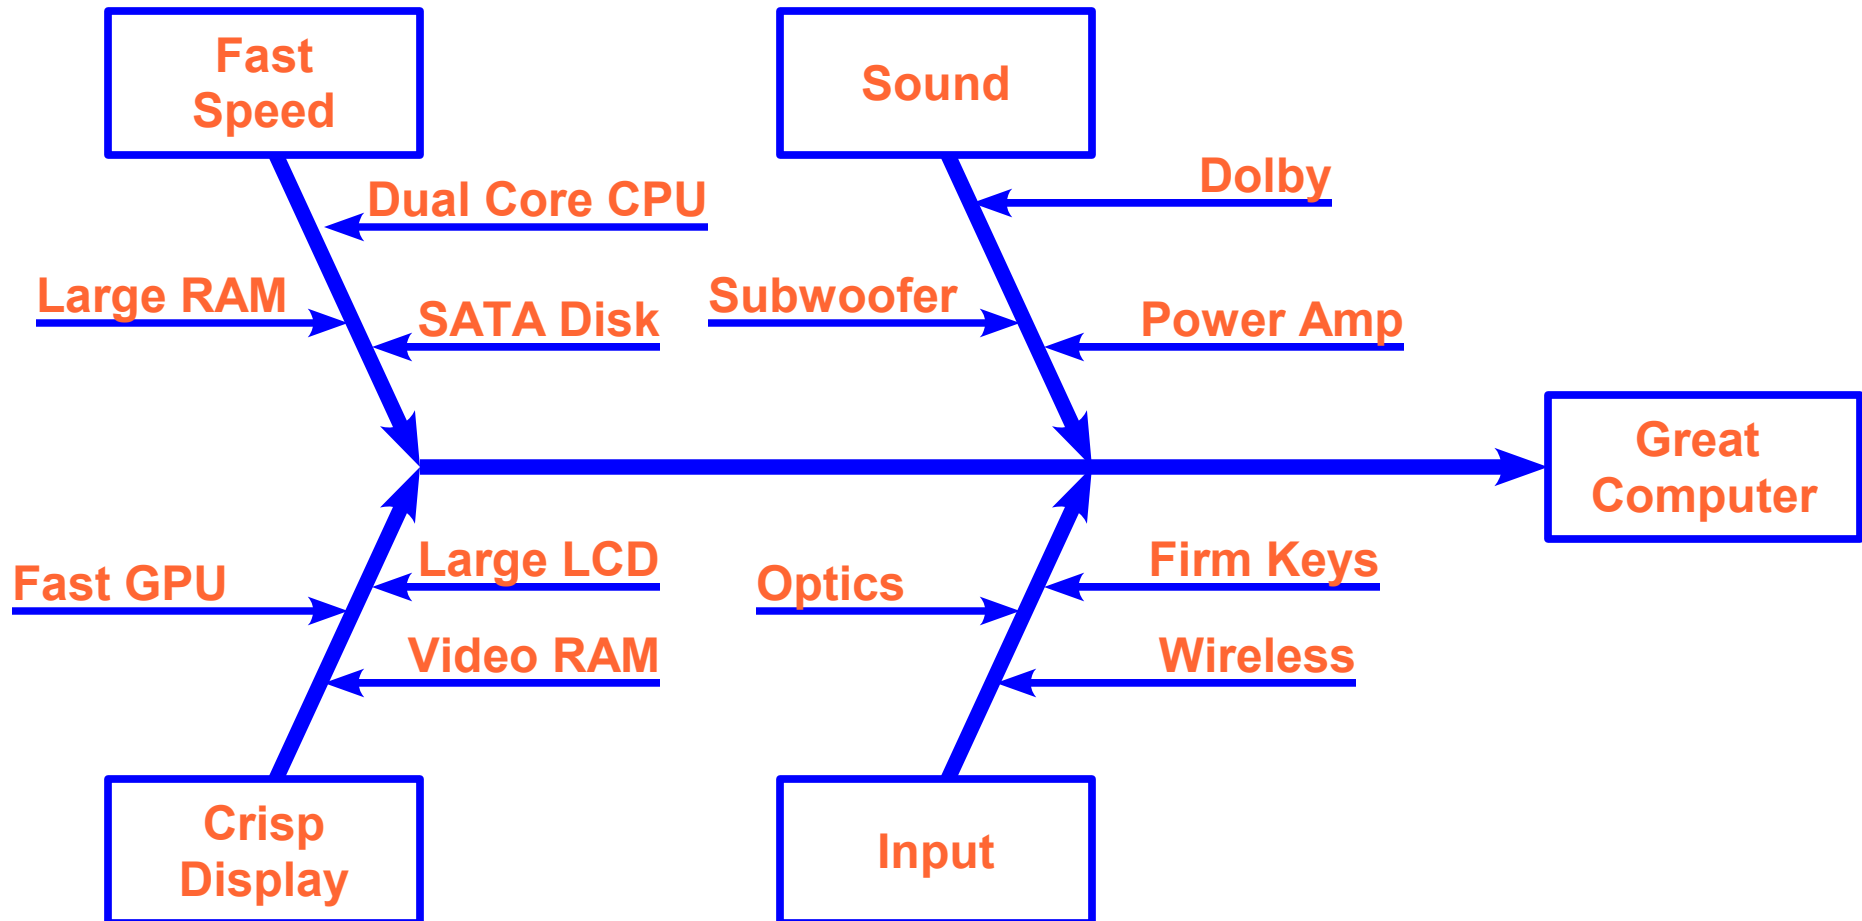 Fast
Speed
Sound
Dual Core CPU
Dolby
Large RAM
SATA Disk
Subwoofer
Power Amp
Great
Computer
Fast GPU
Large LCD
Optics
Firm Keys
Video RAM
Wireless
Crisp
Display
Input